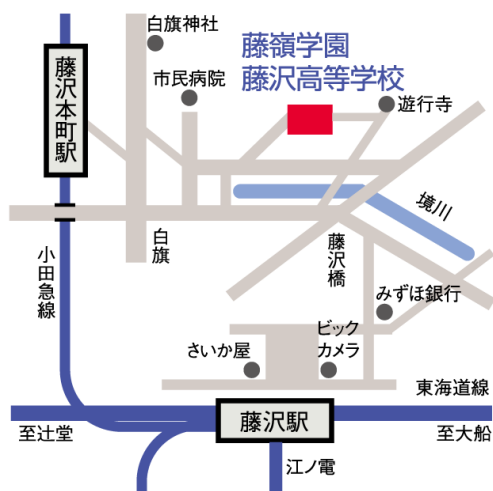 白旗神社
藤嶺学園
藤沢高等学校
藤沢本町駅
市民病院
遊行寺
境川
白旗
藤沢橋
小田急線
みずほ銀行
ビック
カメラ
さいか屋
東海道線
藤沢駅
至辻堂
至大船
江ノ電